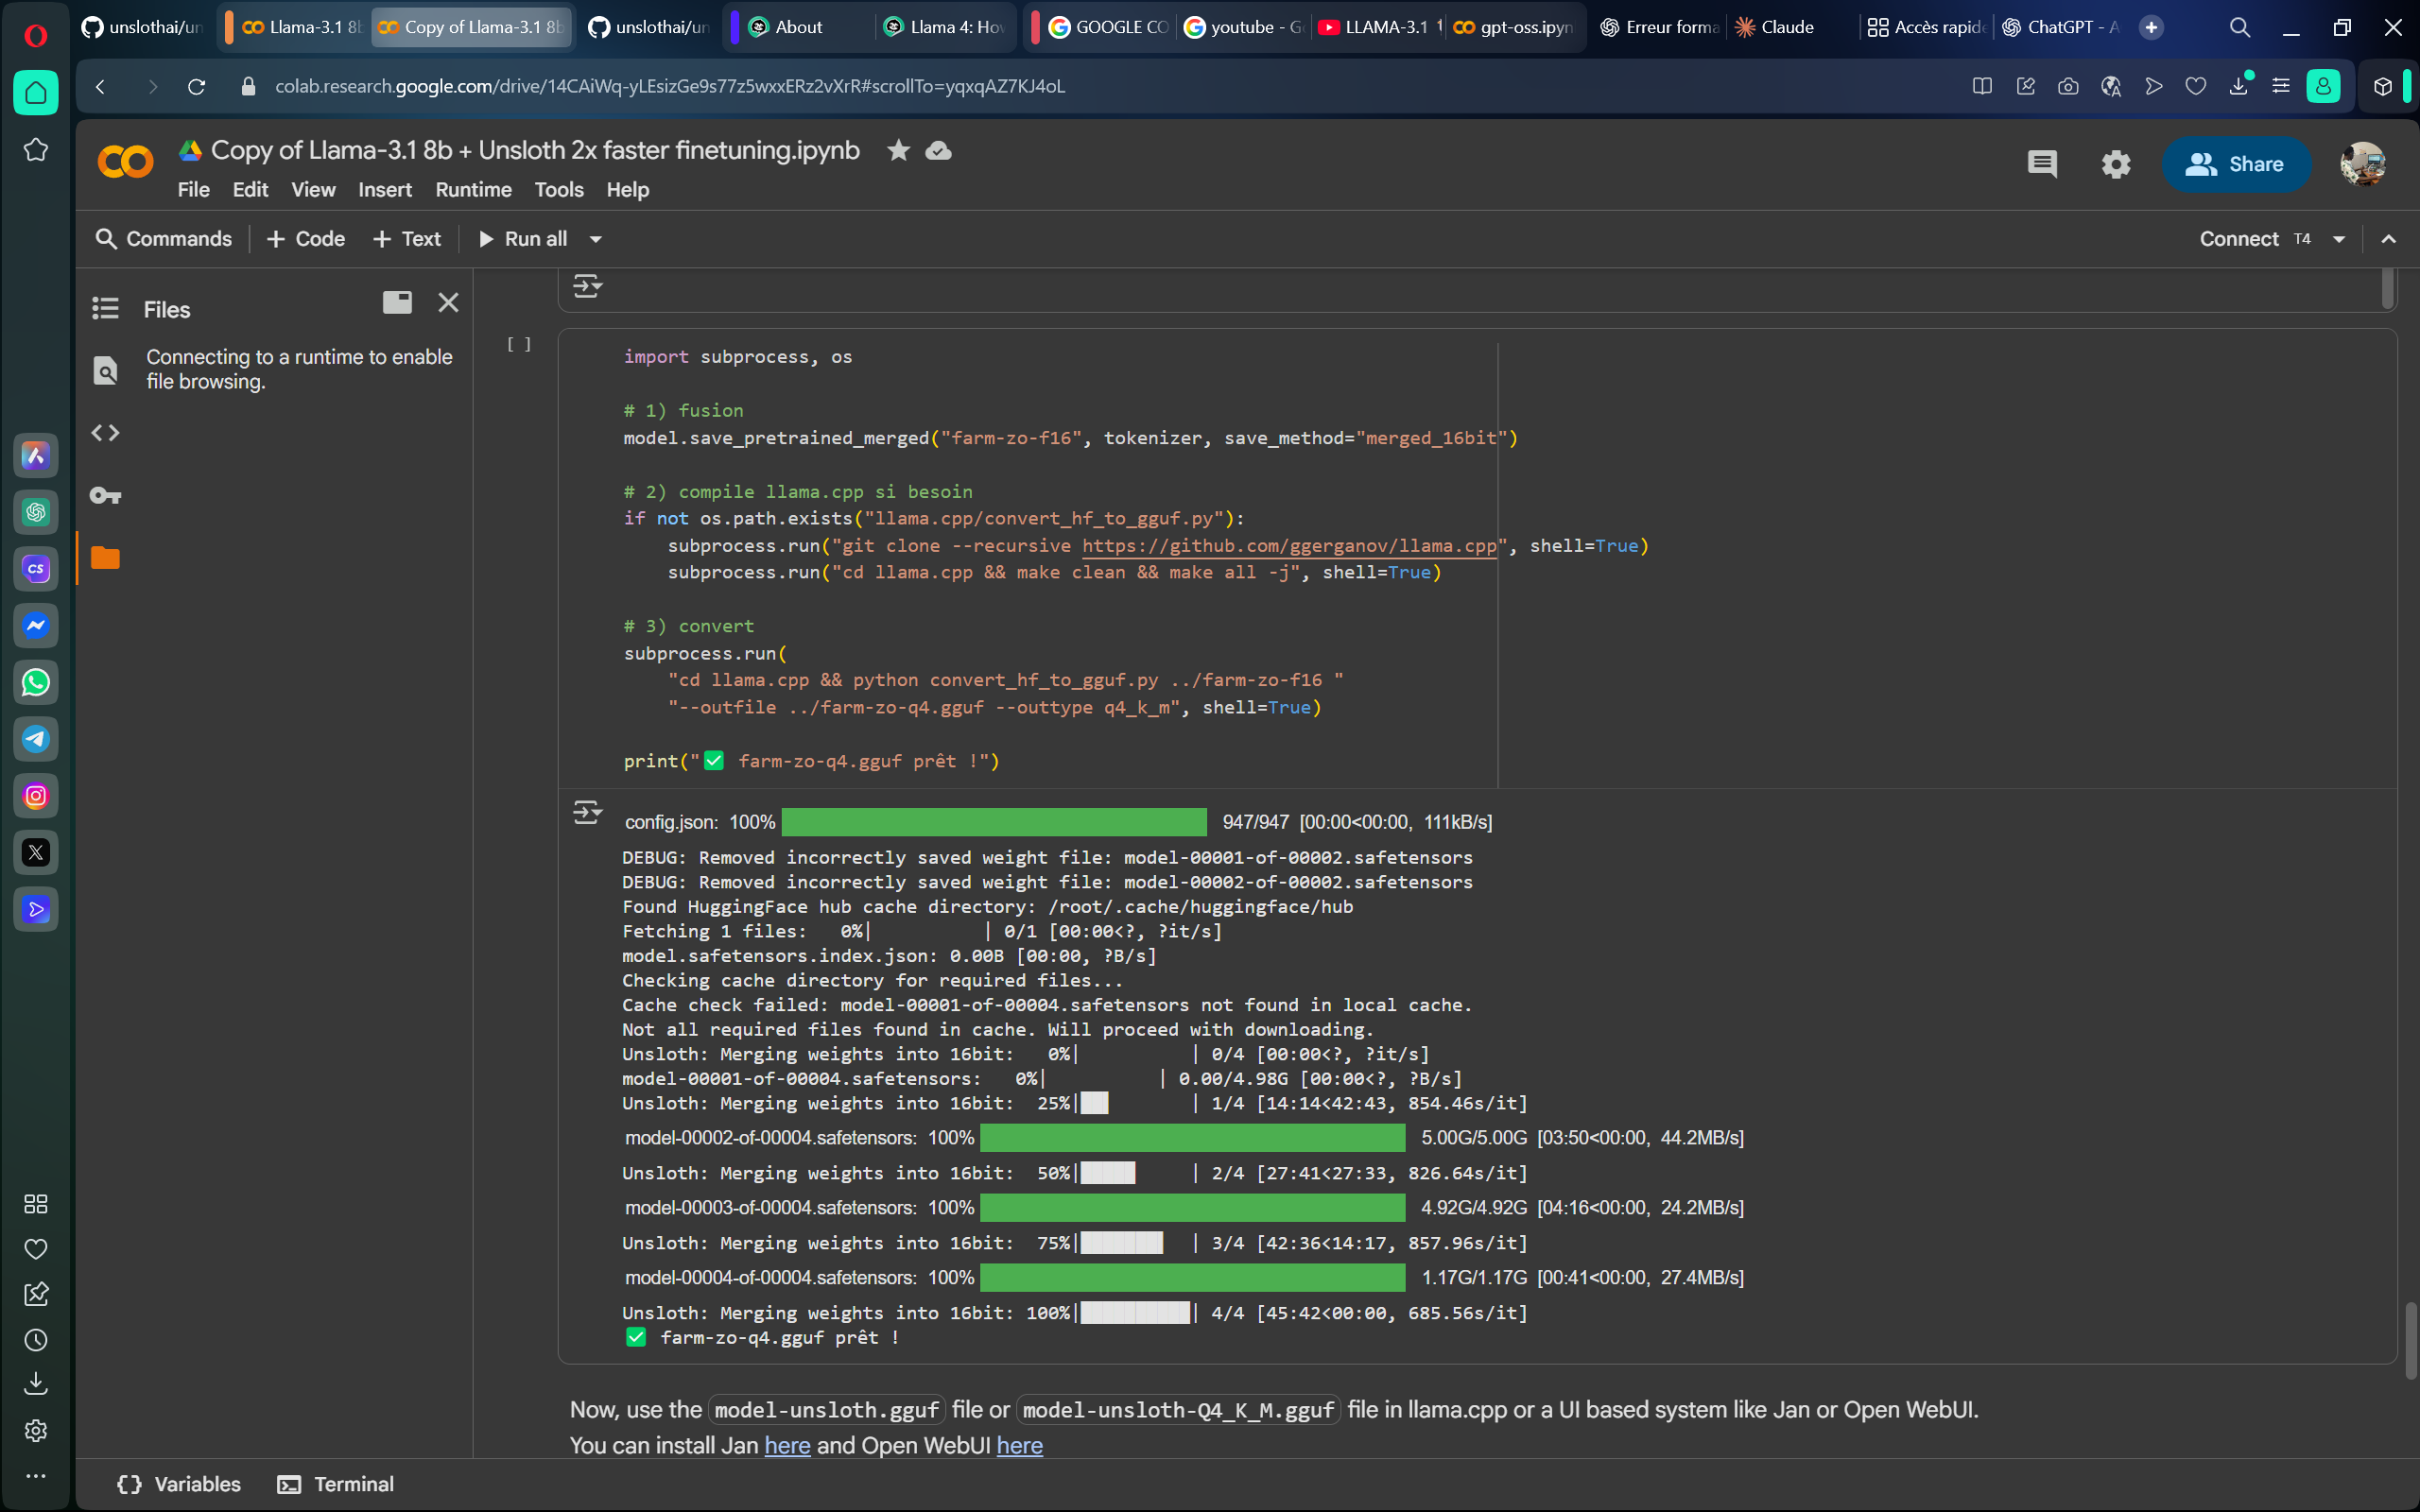 unslothai/un
Llama-3.1 8b
Copy of Llama-3.1 8b
unslothai/un
About
Llama 4: Ho
GOOGLE CO
youtube - G
LLAMA-3.1
gpt-oss.ipyn
Erreur forma
Claude
Accès rapide
ChatGPT - A
colab.research.google.com/drive/14CAiWq-yLEsizGe9s77z5wxxERz2vXrR#scrollTo=yqxqAZ7KJ4oL
Copy of Llama-3.1 8b + Unsloth 2x faster finetuning.ipynb
File Edit View Insert Runtime Tools Help
Share
Commands + Code + Text Run all
Connect T4
Files
Connecting to a runtime to enable
file browsing.
[ ]
import subprocess, os
# 1) fusion
model.save_pretrained_merged("farm-zo-f16", tokenizer, save_method="merged_16bit")
# 2) compile llama.cpp si besoin
if not os.path.exists("llama.cpp/convert_hf_to_gguf.py"):
    subprocess.run("git clone --recursive https://github.com/ggerganov/llama.cpp", shell=True)
    subprocess.run("cd llama.cpp && make clean && make all -j", shell=True)
# 3) convert
subprocess.run(
    "cd llama.cpp && python convert_hf_to_gguf.py ../farm-zo-f16 "
    "--outfile ../farm-zo-q4.gguf --outtype q4_k_m", shell=True)
print("✅ farm-zo-q4.gguf prêt !")
config.json: 100% 947/947 [00:00<00:00, 111kB/s]
DEBUG: Removed incorrectly saved weight file: model-00001-of-00002.safetensors
DEBUG: Removed incorrectly saved weight file: model-00002-of-00002.safetensors
Found HuggingFace hub cache directory: /root/.cache/huggingface/hub
Fetching 1 files:   0%|          | 0/1 [00:00<?, ?it/s]
model.safetensors.index.json: 0.00B [00:00, ?B/s]
Checking cache directory for required files...
Cache check failed: model-00001-of-00004.safetensors not found in local cache.
Not all required files found in cache. Will proceed with downloading.
Unsloth: Merging weights into 16bit:   0%|          | 0/4 [00:00<?, ?it/s]
model-00001-of-00004.safetensors:   0%|          | 0.00/4.98G [00:00<?, ?B/s]
Unsloth: Merging weights into 16bit:  25%|██▌       | 1/4 [14:14<42:43, 854.46s/it]
model-00002-of-00004.safetensors: 100% 5.00G/5.00G [03:50<00:00, 44.2MB/s]
Unsloth: Merging weights into 16bit:  50%|█████     | 2/4 [27:41<27:33, 826.64s/it]
model-00003-of-00004.safetensors: 100% 4.92G/4.92G [04:16<00:00, 24.2MB/s]
Unsloth: Merging weights into 16bit:  75%|███████▌  | 3/4 [42:36<14:17, 857.96s/it]
model-00004-of-00004.safetensors: 100% 1.17G/1.17G [00:41<00:00, 27.4MB/s]
Unsloth: Merging weights into 16bit: 100%|██████████| 4/4 [45:42<00:00, 685.56s/it]
✅ farm-zo-q4.gguf prêt !
Now, use the model-unsloth.gguf file or model-unsloth-Q4_K_M.gguf file in llama.cpp or a UI based system like Jan or Open WebUI.
You can install Jan here and Open WebUI here
Variables Terminal